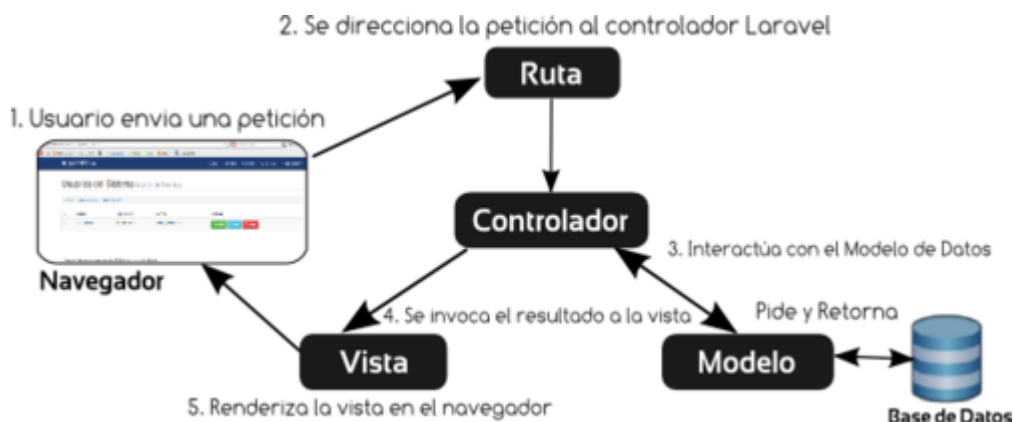 2. Se direcciona la petición al controlador Laravel
Ruta
1. Usuario envia una petición
Navegador
Controlador
3. Interactúa con el Modelo de Datos
4. Se invoca el resultado a la vista
Pide y Retorna
Vista
Modelo
5. Renderiza la vista en el navegador
Base de Datos